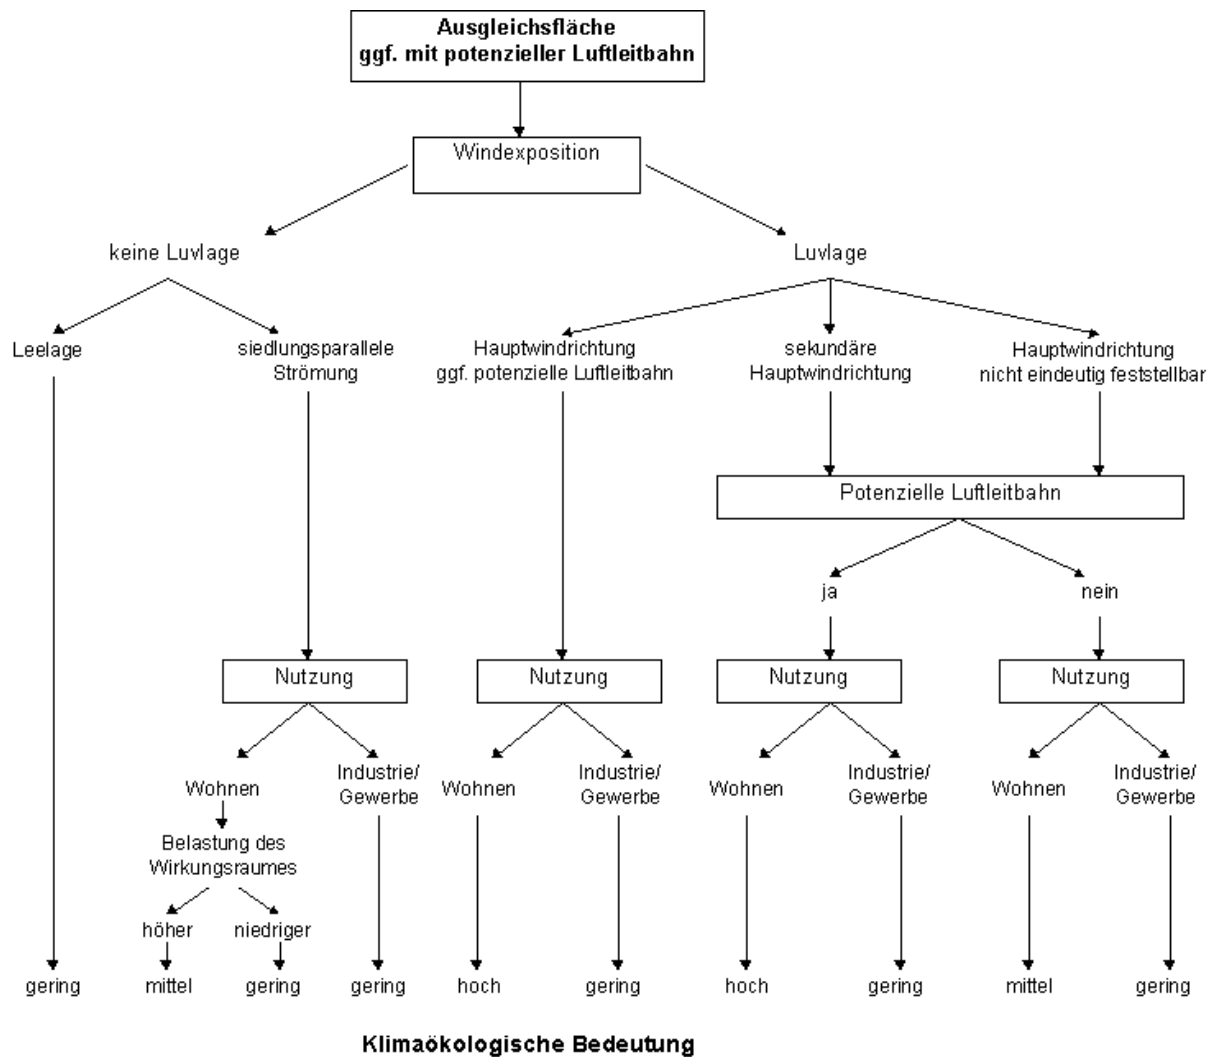 Ausgleichsfläche
ggf. mit potenzieller Luftleitbahn
Windexposition
keine Luvlage
Luvlage
Leelage
siedlungsparallele
Strömung
Hauptwindrichtung
ggf. potenzielle Luftleitbahn
sekundäre
Hauptwindrichtung
Hauptwindrichtung
nicht eindeutig feststellbar
Potenzielle Luftleitbahn
ja
nein
Nutzung
Nutzung
Nutzung
Nutzung
Wohnen
Industrie/
Gewerbe
Wohnen
Industrie/
Gewerbe
Wohnen
Industrie/
Gewerbe
Wohnen
Industrie/
Gewerbe
Belastung des
Wirkungsraumes
höher
niedriger
gering
mittel
gering
gering
hoch
gering
hoch
gering
mittel
gering
Klimaökologische Bedeutung